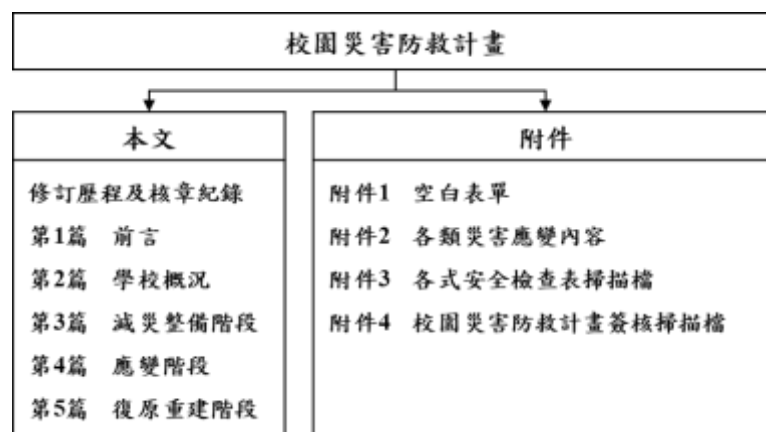 校園災害防救計畫
本文
修訂歷程及核章紀錄
第1篇 前言
第2篇 學校概況
第3篇 減災整備階段
第4篇 應變階段
第5篇 復原重建階段
附件
附件1 空白表單
附件2 各類災害應變內容
附件3 各式安全檢查表掃描檔
附件4 校園災害防救計畫簽核掃描檔